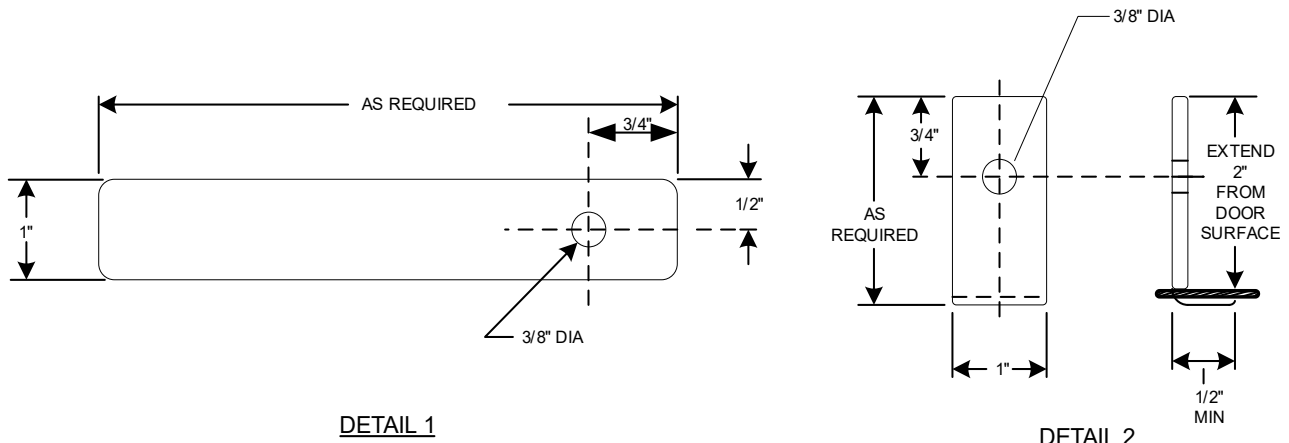 AS REQUIRED
3/4"
1/2"
1"
3/8" DIA
DETAIL 1
3/8" DIA
3/4"
AS
REQUIRED
EXTEND
2"
FROM
DOOR
SURFACE
1"
1/2"
MIN
DETAIL 2